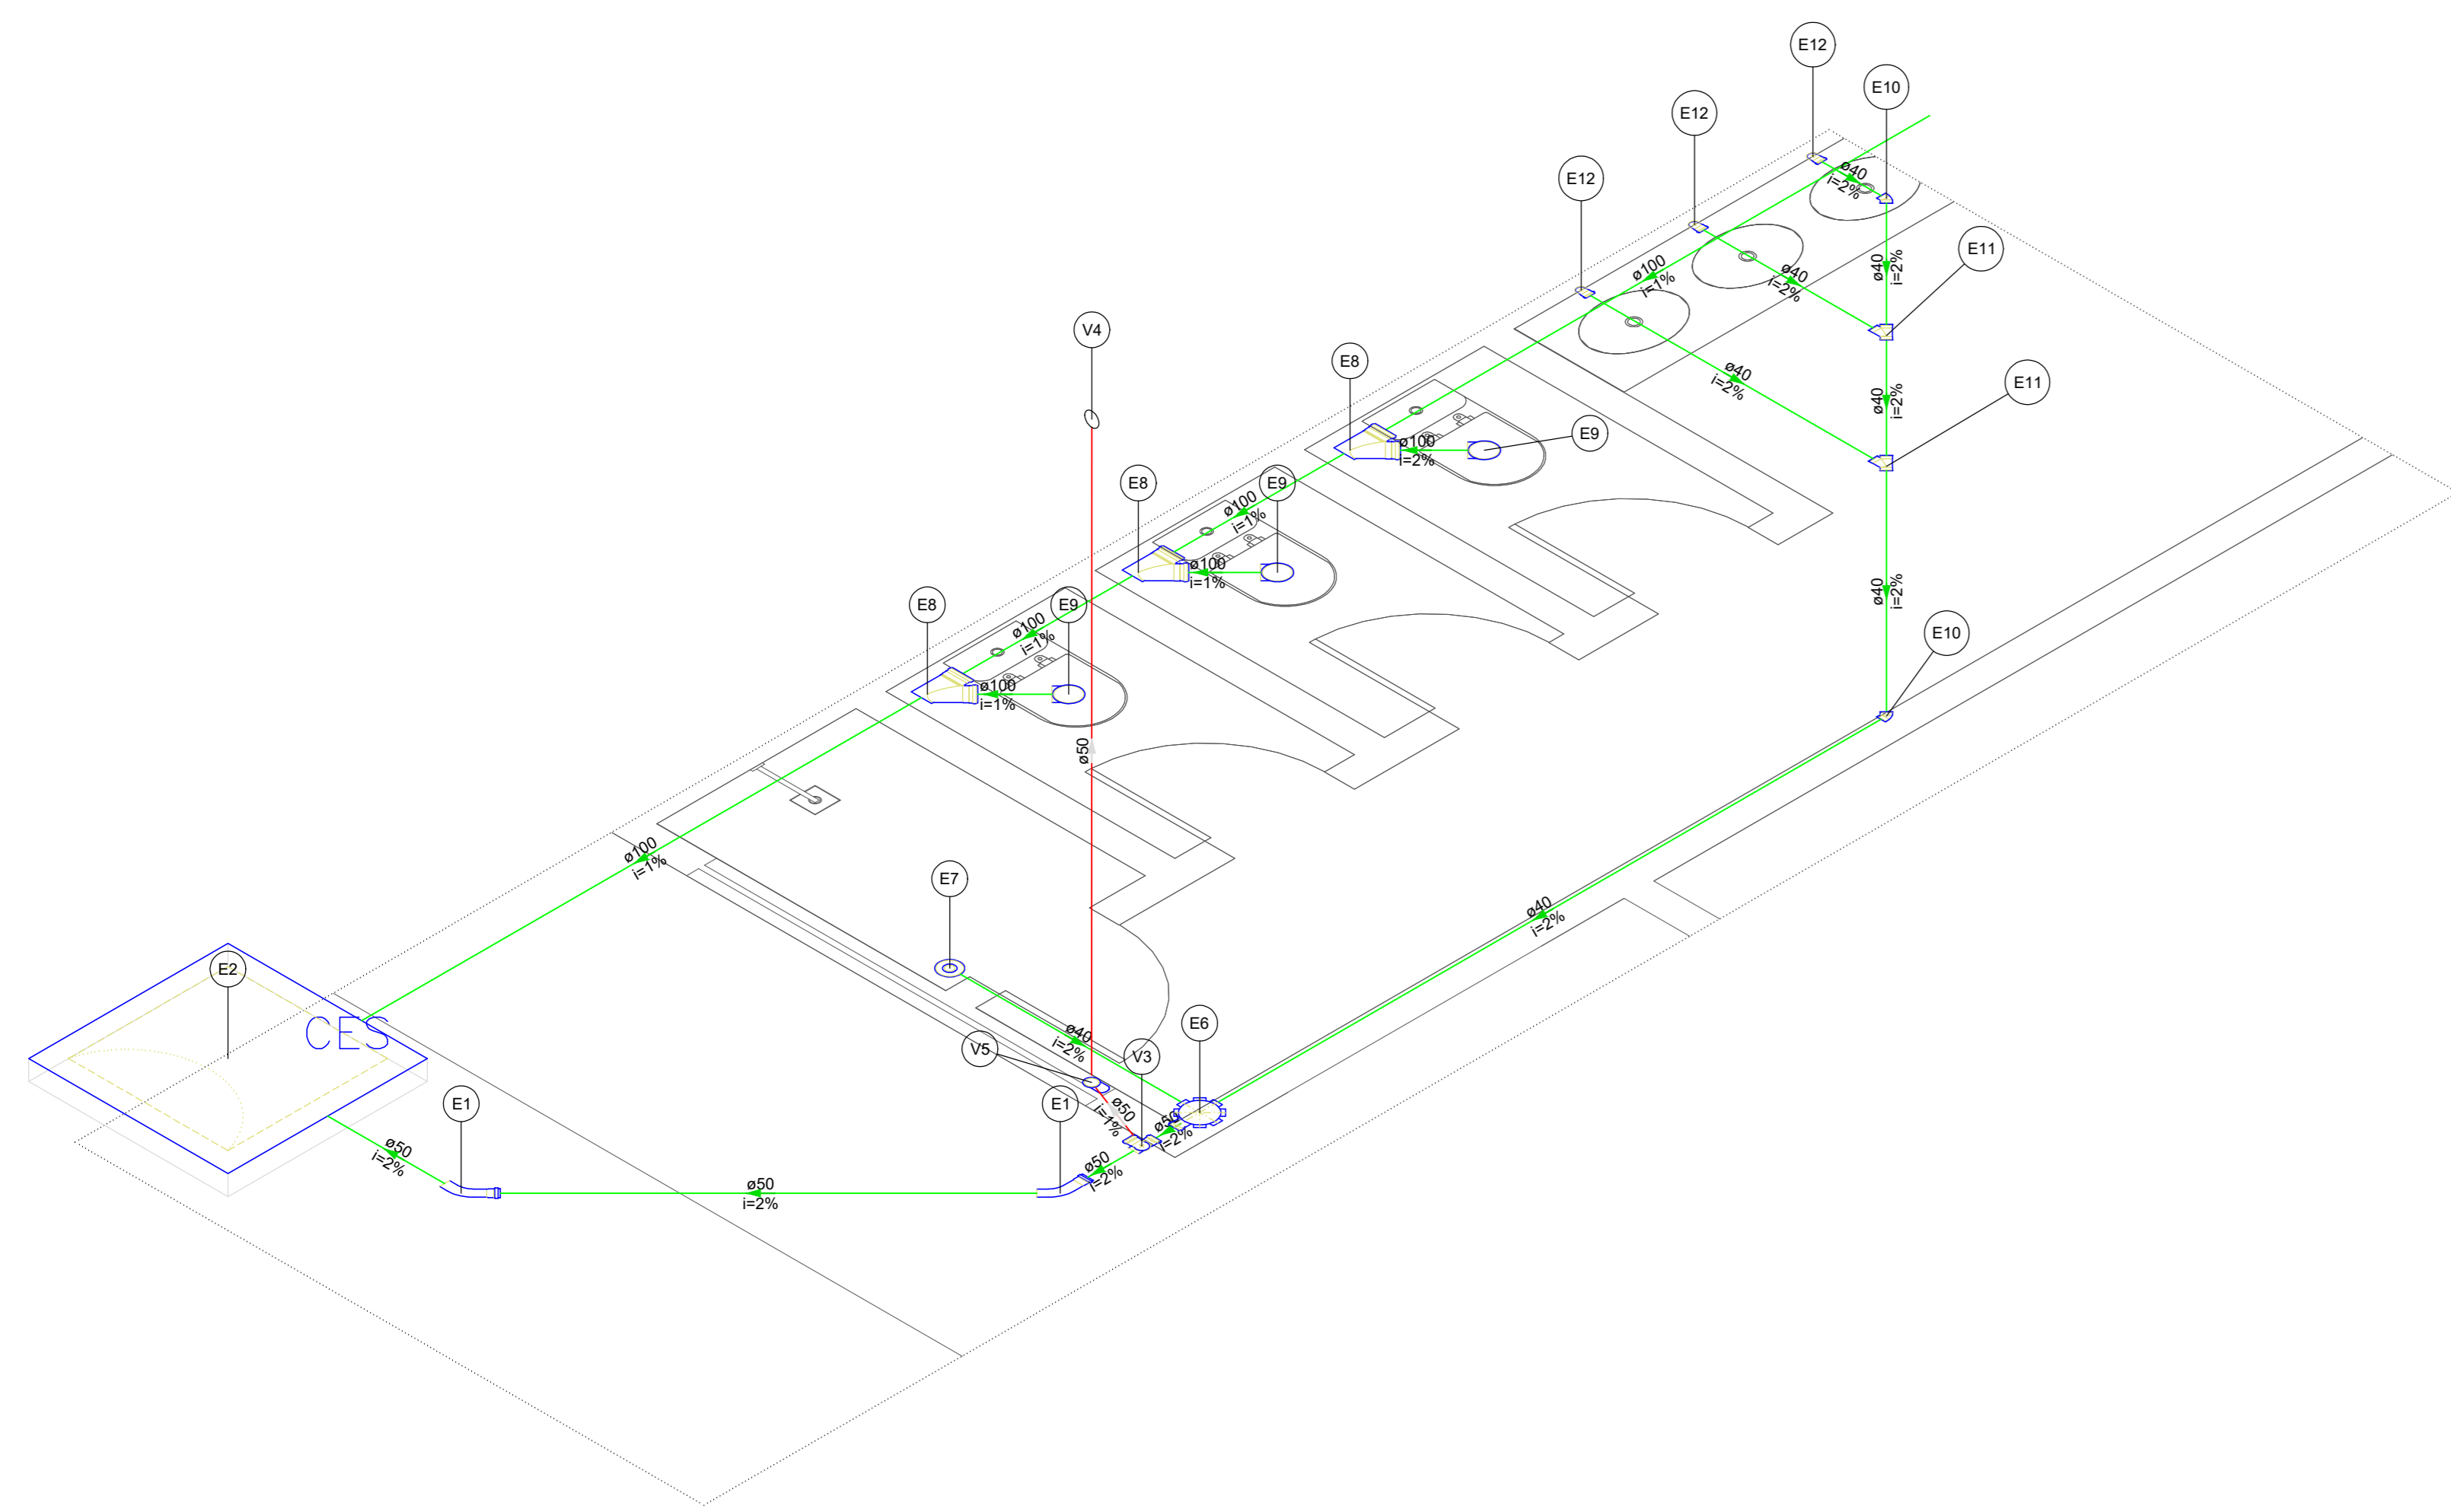 E12
E10
E12
E12
ø40
i=2%
E11
ø40
i=2%
ø100
i=1%
ø40
i=2%
V4
E8
ø40
i=2%
E11
ø40
i=2%
E9
ø100
i=2%
E8
E9
ø100
i=1%
ø100
i=1%
ø40
i=2%
E8
E9
ø100
i=1%
E10
ø100
i=1%
ø50
ø100
i=1%
E7
ø40
i=2%
E2
CES
E6
ø40
i=2%
V5
V3
E1
E1
ø50
i=1%
ø50
i=2%
ø50
i=2%
ø50
i=2%
ø50
i=2%